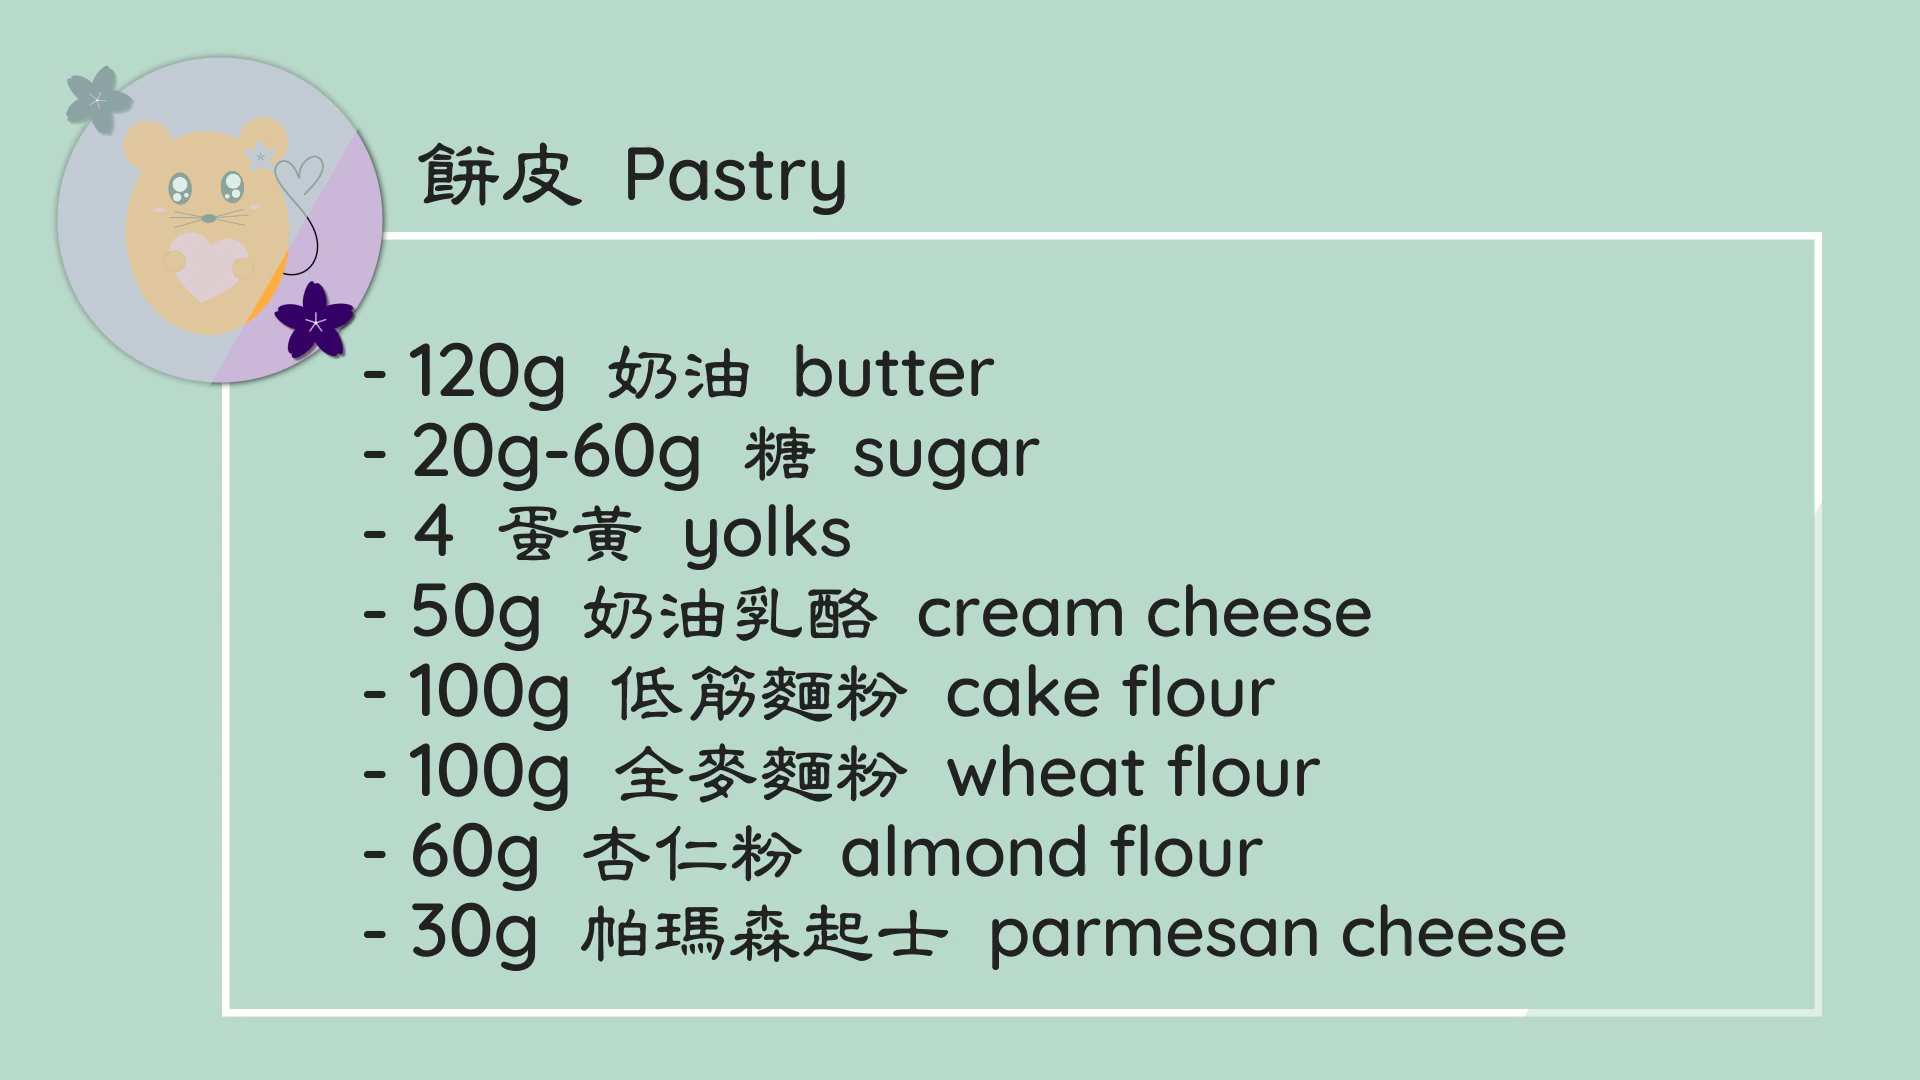 餅皮 Pastry
- 120g 奶油 butter
- 20g-60g 糖 sugar
- 4 蛋黃 yolks
- 50g 奶油乳酪 cream cheese
- 100g 低筋麵粉 cake flour
- 100g 全麥麵粉 wheat flour
- 60g 杏仁粉 almond flour
- 30g 帕瑪森起士 parmesan cheese